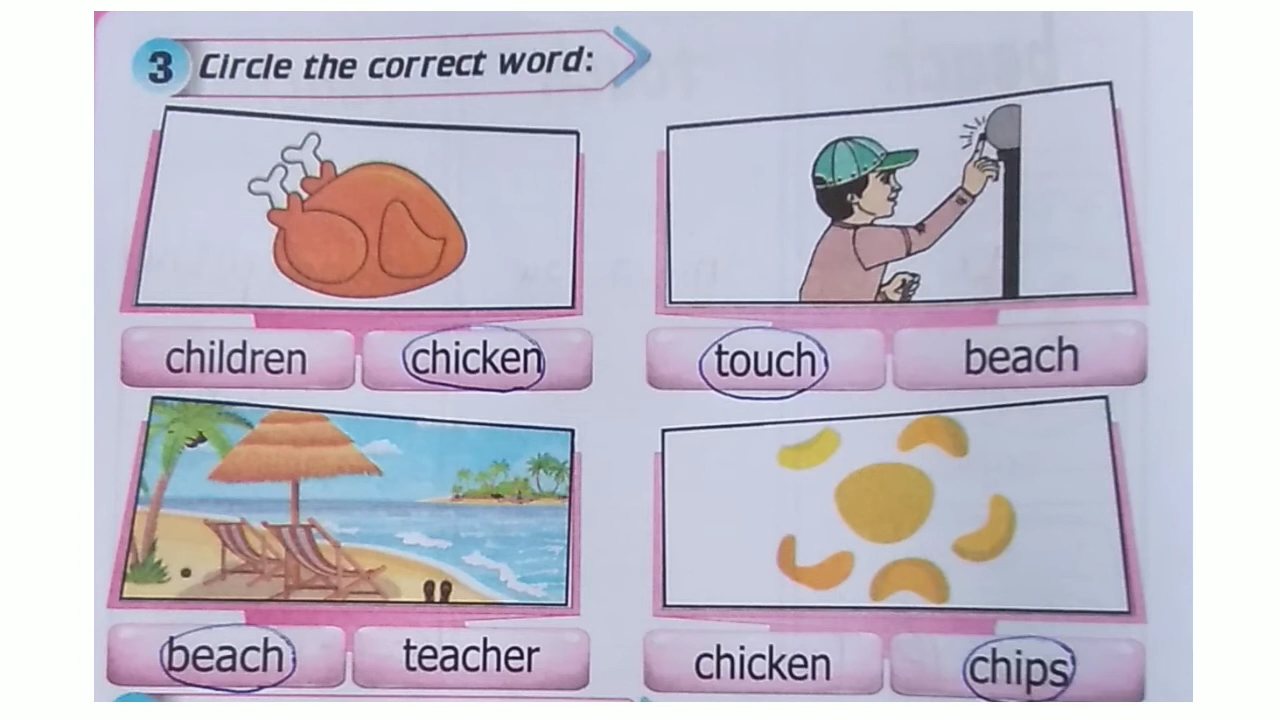 3 Circle the correct word:
children chicken touch beach
beach teacher chicken chips